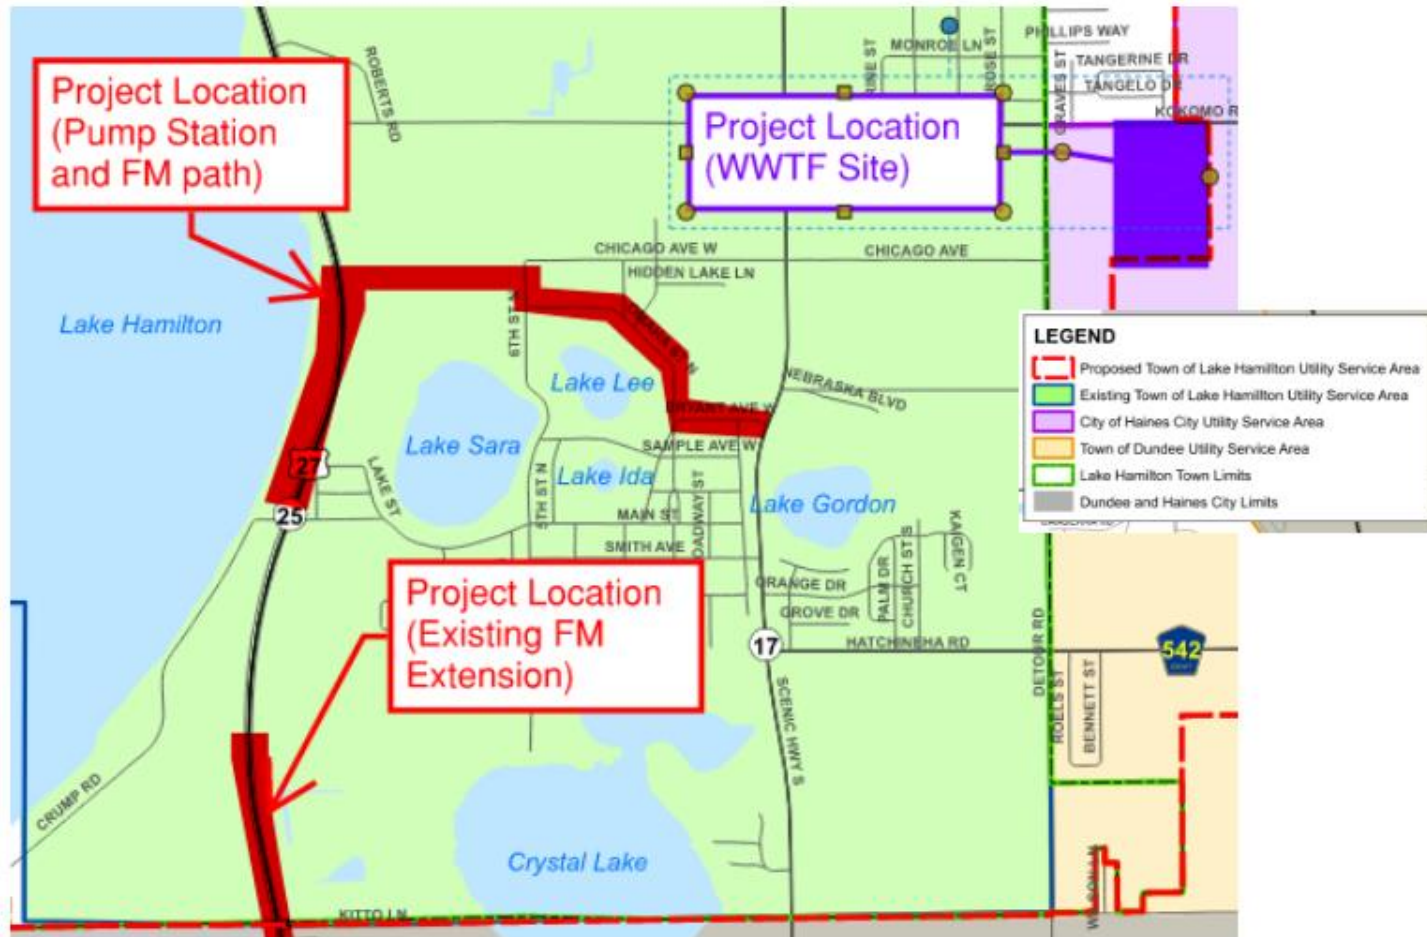 PHILLIPS WAY
MONROE LN
ROSE ST
GRAVES ST
TANGERINE DR
TANGELO DR
KOKOMO R
ROBERTS RD
Project Location
(Pump Station
and FM path)
Project Location
(WWTF Site)
CHICAGO AVE W
CHICAGO AVE
HIDDEN LAKE LN
Lake Hamilton
6TH ST N
Lake Lee
NEBRASKA BLVD
BRYANT AVE W
LEGEND
Proposed Town of Lake Hamillton Utility Service Area
Existing Town of Lake Hamillton Utility Service Area
City of Haines City Utility Service Area
Town of Dundee Utility Service Area
Lake Hamilton Town Limits
Dundee and Haines City Limits
Lake Sara
SAMPLE AVE W
27
LAKE ST
Lake Ida
5TH ST N
Lake Gordon
25
MAIN ST
OADWAY ST
SMITH AVE
KAIGEN CT
PALM DR
CHURCH ST S
ORANGE DR
GROVE DR
Project Location
(Existing FM
Extension)
17
HATCHINEHA RD
542
DETOUR RD
ROELS ST
BENNETT ST
SCENIC HWY S
CRUMP RD
Crystal Lake
KITTO LN